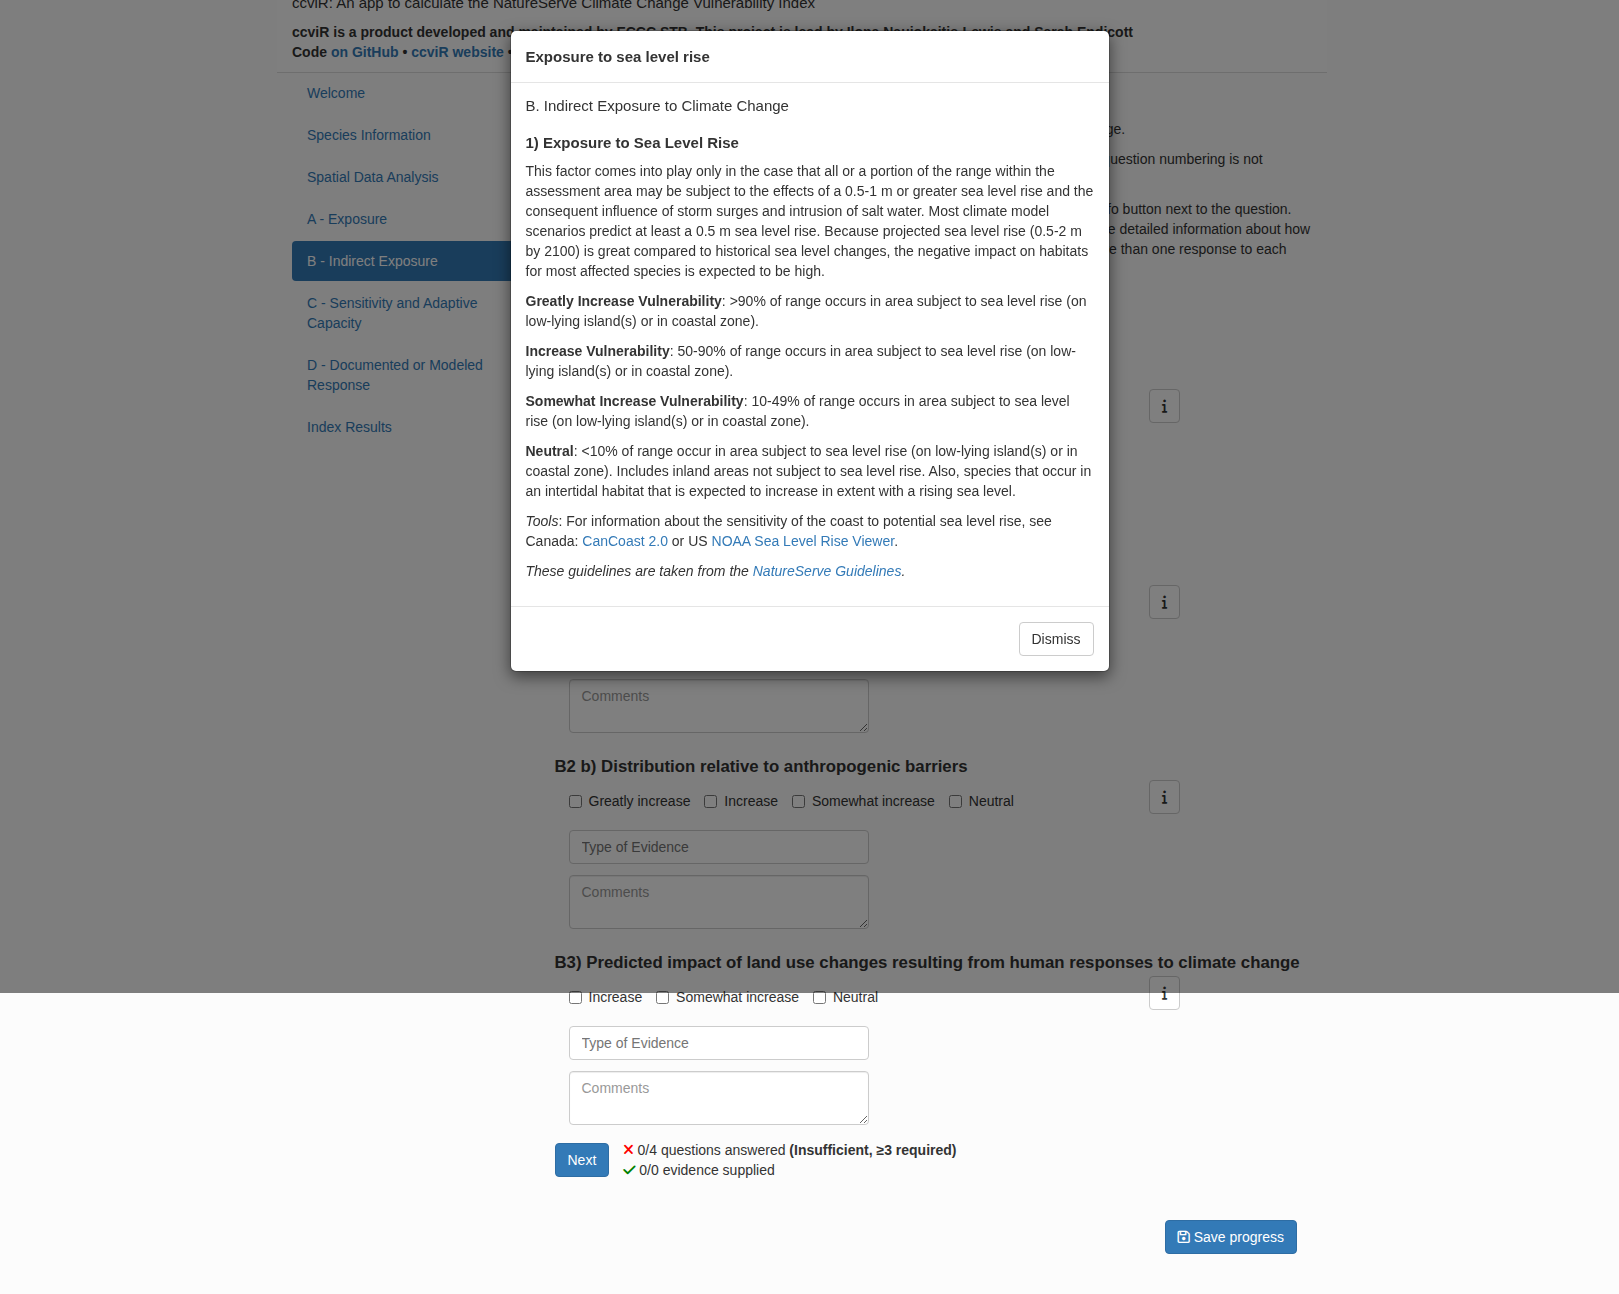 ccviR: An app to calculate the NatureServe Climate Change Vulnerability Index
ccviR is a product developed and maintained by ECCC STB. This project is lead by Ilona Naujokaitis-Lewis and Sarah Endicott
Code on GitHub • ccviR website •
Welcome
Species Information
Spatial Data Analysis
A - Exposure
B - Indirect Exposure
C - Sensitivity and Adaptive
Capacity
D - Documented or Modeled
Response
Index Results
ge.
uestion numbering is not
fo button next to the question.
e detailed information about how
e than one response to each
Exposure to sea level rise
B. Indirect Exposure to Climate Change
1) Exposure to Sea Level Rise
This factor comes into play only in the case that all or a portion of the range within the
assessment area may be subject to the effects of a 0.5-1 m or greater sea level rise and the
consequent influence of storm surges and intrusion of salt water. Most climate model
scenarios predict at least a 0.5 m sea level rise. Because projected sea level rise (0.5-2 m
by 2100) is great compared to historical sea level changes, the negative impact on habitats
for most affected species is expected to be high.
Greatly Increase Vulnerability: >90% of range occurs in area subject to sea level rise (on
low-lying island(s) or in coastal zone).
Increase Vulnerability: 50-90% of range occurs in area subject to sea level rise (on low-
lying island(s) or in coastal zone).
Somewhat Increase Vulnerability: 10-49% of range occurs in area subject to sea level
rise (on low-lying island(s) or in coastal zone).
Neutral: <10% of range occur in area subject to sea level rise (on low-lying island(s) or in
coastal zone). Includes inland areas not subject to sea level rise. Also, species that occur in
an intertidal habitat that is expected to increase in extent with a rising sea level.
Tools: For information about the sensitivity of the coast to potential sea level rise, see
Canada: CanCoast 2.0 or US NOAA Sea Level Rise Viewer.
These guidelines are taken from the NatureServe Guidelines.
Dismiss
Comments
B2 b) Distribution relative to anthropogenic barriers
Greatly increase Increase Somewhat increase Neutral
Type of Evidence
Comments
B3) Predicted impact of land use changes resulting from human responses to climate change
Increase Somewhat increase Neutral
Type of Evidence
Comments
Next
0/4 questions answered (Insufficient, ≥3 required)
0/0 evidence supplied
Save progress